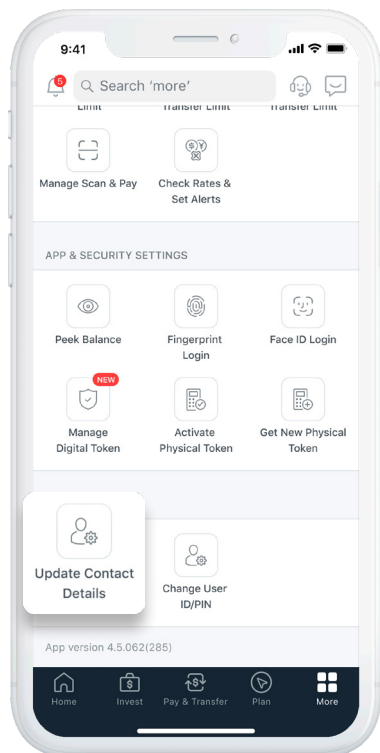 9:41
5
Search ‘more’
Limit
Transfer Limit
Transfer Limit
Manage Scan & Pay
Check Rates &
Set Alerts
APP & SECURITY SETTINGS
Peek Balance
Fingerprint
Login
Face ID Login
NEW
Manage
Digital Token
Activate
Physical Token
Get New Physical
Token
Update Contact
Details
Change User
ID/PIN
App version 4.5.062(285)
Home
Invest
Pay & Transfer
Plan
More